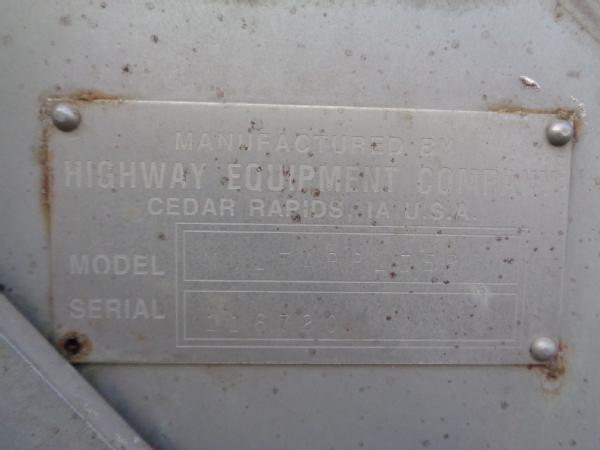 MANUFACTURED BY
HIGHWAY EQUIPMENT COMPANY
CEDAR RAPIDS, IA U.S.A.
MODEL
SERIAL